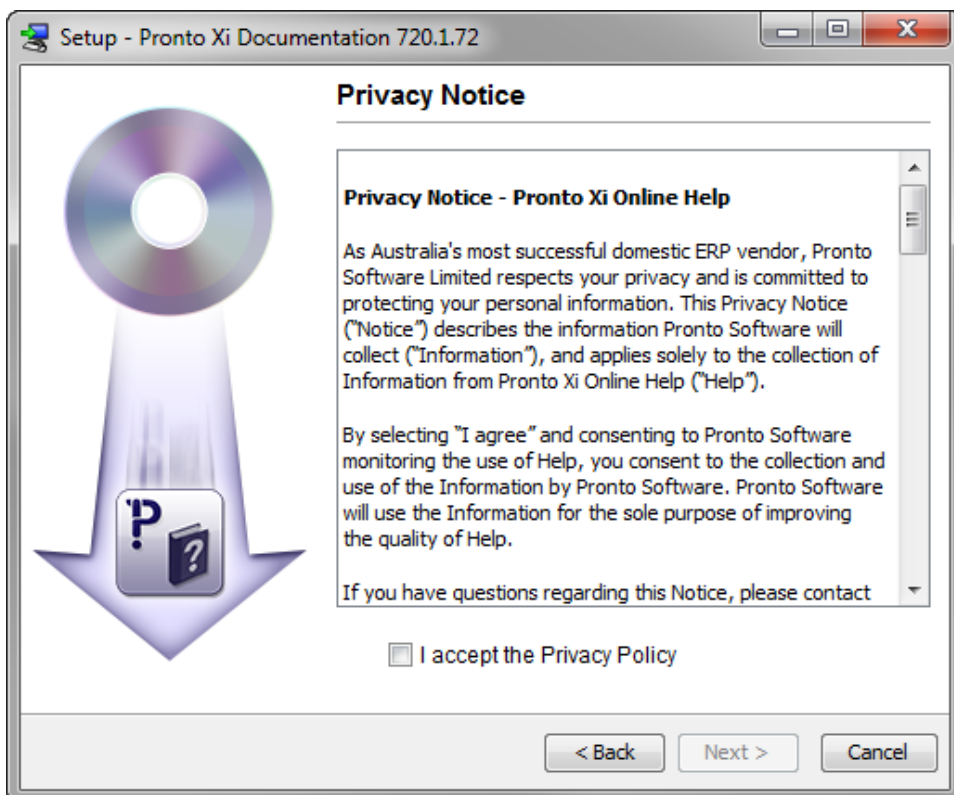 Setup - Pronto Xi Documentation 720.1.72
Privacy Notice
Privacy Notice - Pronto Xi Online Help
As Australia's most successful domestic ERP vendor, Pronto
Software Limited respects your privacy and is committed to
protecting your personal information. This Privacy Notice
("Notice") describes the information Pronto Software will
collect ("Information"), and applies solely to the collection of
Information from Pronto Xi Online Help ("Help").
By selecting "I agree" and consenting to Pronto Software
monitoring the use of Help, you consent to the collection and
use of the Information by Pronto Software. Pronto Software
will use the Information for the sole purpose of improving
the quality of Help.
If you have questions regarding this Notice, please contact
I accept the Privacy Policy
< Back
Next >
Cancel